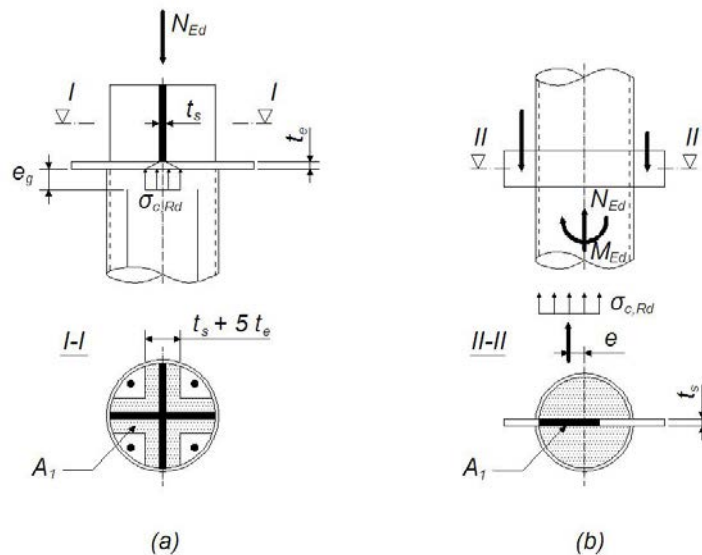 N_Ed
I
I
t_s
t_e
e_g
σ_c,Rd
I-I
t_s + 5 t_e
A_1
(a)
II
II
N_Ed
M_Ed
σ_c,Rd
II-II
e
t_s
A_1
(b)